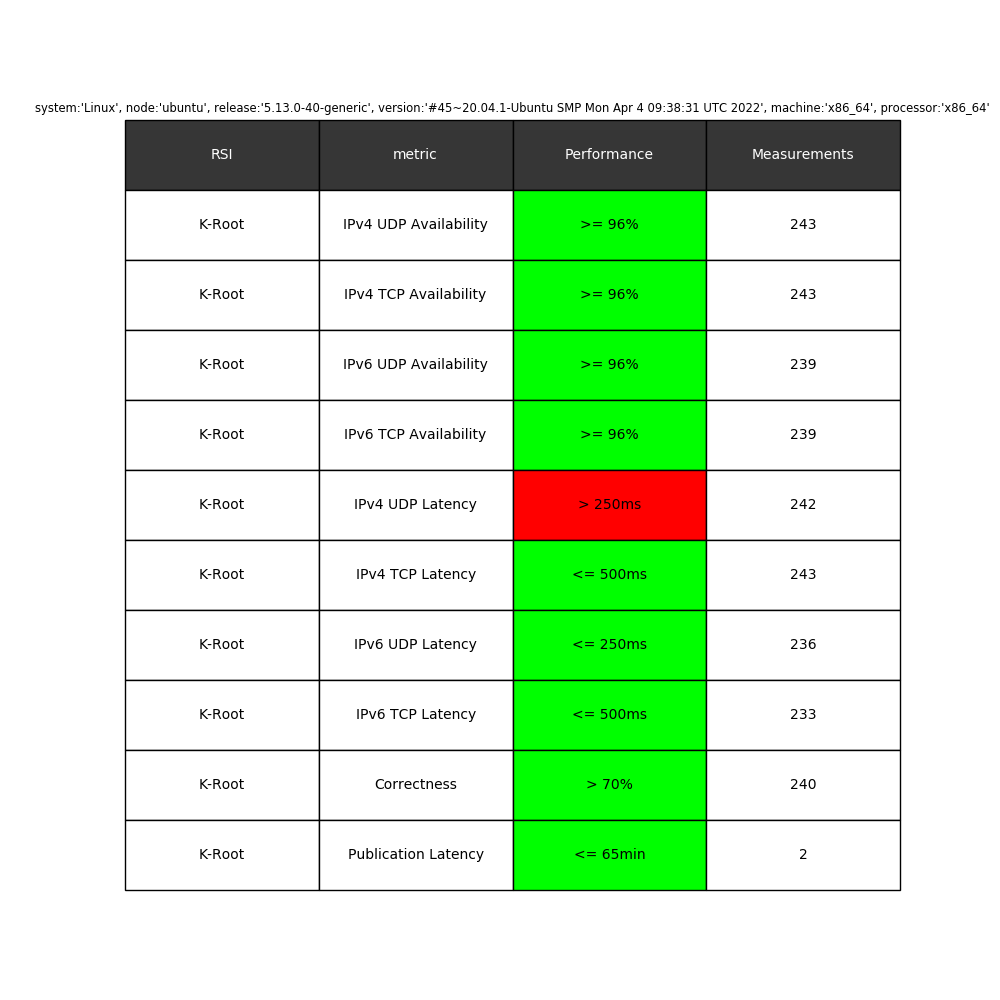 system:'Linux', node:'ubuntu', release:'5.13.0-40-generic', version:'#45~20.04.1-Ubuntu SMP Mon Apr 4 09:38:31 UTC 2022', machine:'x86_64', processor:'x86_64'
RSI metric Performance Measurements
K-Root IPv4 UDP Availability >= 96% 243
K-Root IPv4 TCP Availability >= 96% 243
K-Root IPv6 UDP Availability >= 96% 239
K-Root IPv6 TCP Availability >= 96% 239
K-Root IPv4 UDP Latency > 250ms 242
K-Root IPv4 TCP Latency <= 500ms 243
K-Root IPv6 UDP Latency <= 250ms 236
K-Root IPv6 TCP Latency <= 500ms 233
K-Root Correctness > 70% 240
K-Root Publication Latency <= 65min 2